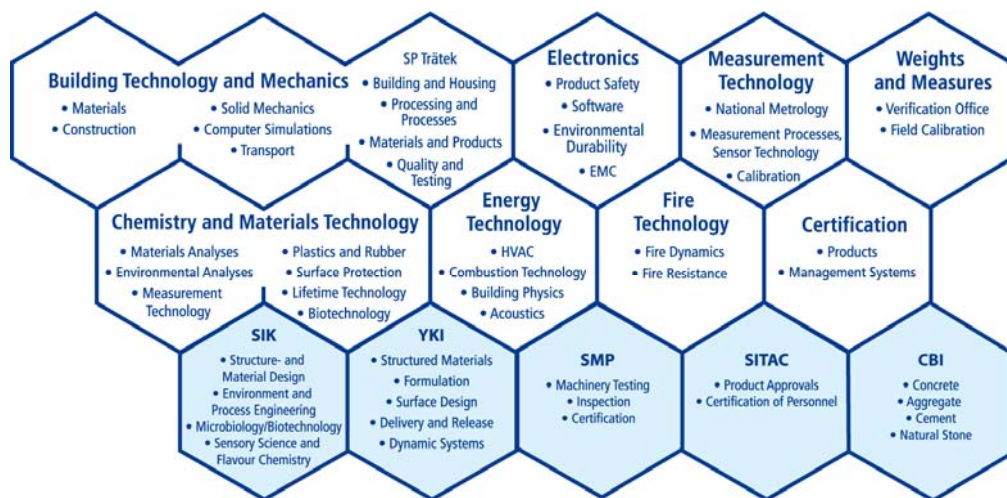 Building Technology and Mechanics
• Materials
• Construction
• Solid Mechanics
• Computer Simulations
• Transport
SP Trätek
• Building and Housing
• Processing and
Processes
• Materials and Products
• Quality and
Testing
Electronics
• Product Safety
• Software
• Environmental
Durability
• EMC
Measurement
Technology
• National Metrology
• Measurement Processes,
Sensor Technology
• Calibration
Weights
and Measures
• Verification Office
• Field Calibration
Chemistry and Materials Technology
• Materials Analyses
• Environmental Analyses
• Measurement
Technology
• Plastics and Rubber
• Surface Protection
• Lifetime Technology
• Biotechnology
Energy
Technology
• HVAC
• Combustion Technology
• Building Physics
• Acoustics
Fire
Technology
• Fire Dynamics
• Fire Resistance
Certification
• Products
• Management Systems
SIK
• Structure- and
Material Design
• Environment and
Process Engineering
• Microbiology/Biotechnology
• Sensory Science and
Flavour Chemistry
YKI
• Structured Materials
• Formulation
• Surface Design
• Delivery and Release
• Dynamic Systems
SMP
• Machinery Testing
• Inspection
• Certification
SITAC
• Product Approvals
• Certification of Personnel
CBI
• Concrete
• Aggregate
• Cement
• Natural Stone